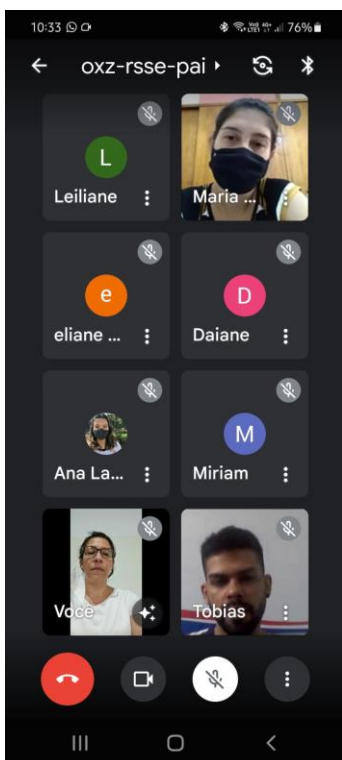 10:33 76%
oxz-rsse-pai
L
Leiliane
Maria ...
e
eliane ...
D
Daiane
Ana La...
M
Miriam
Você
Tobias